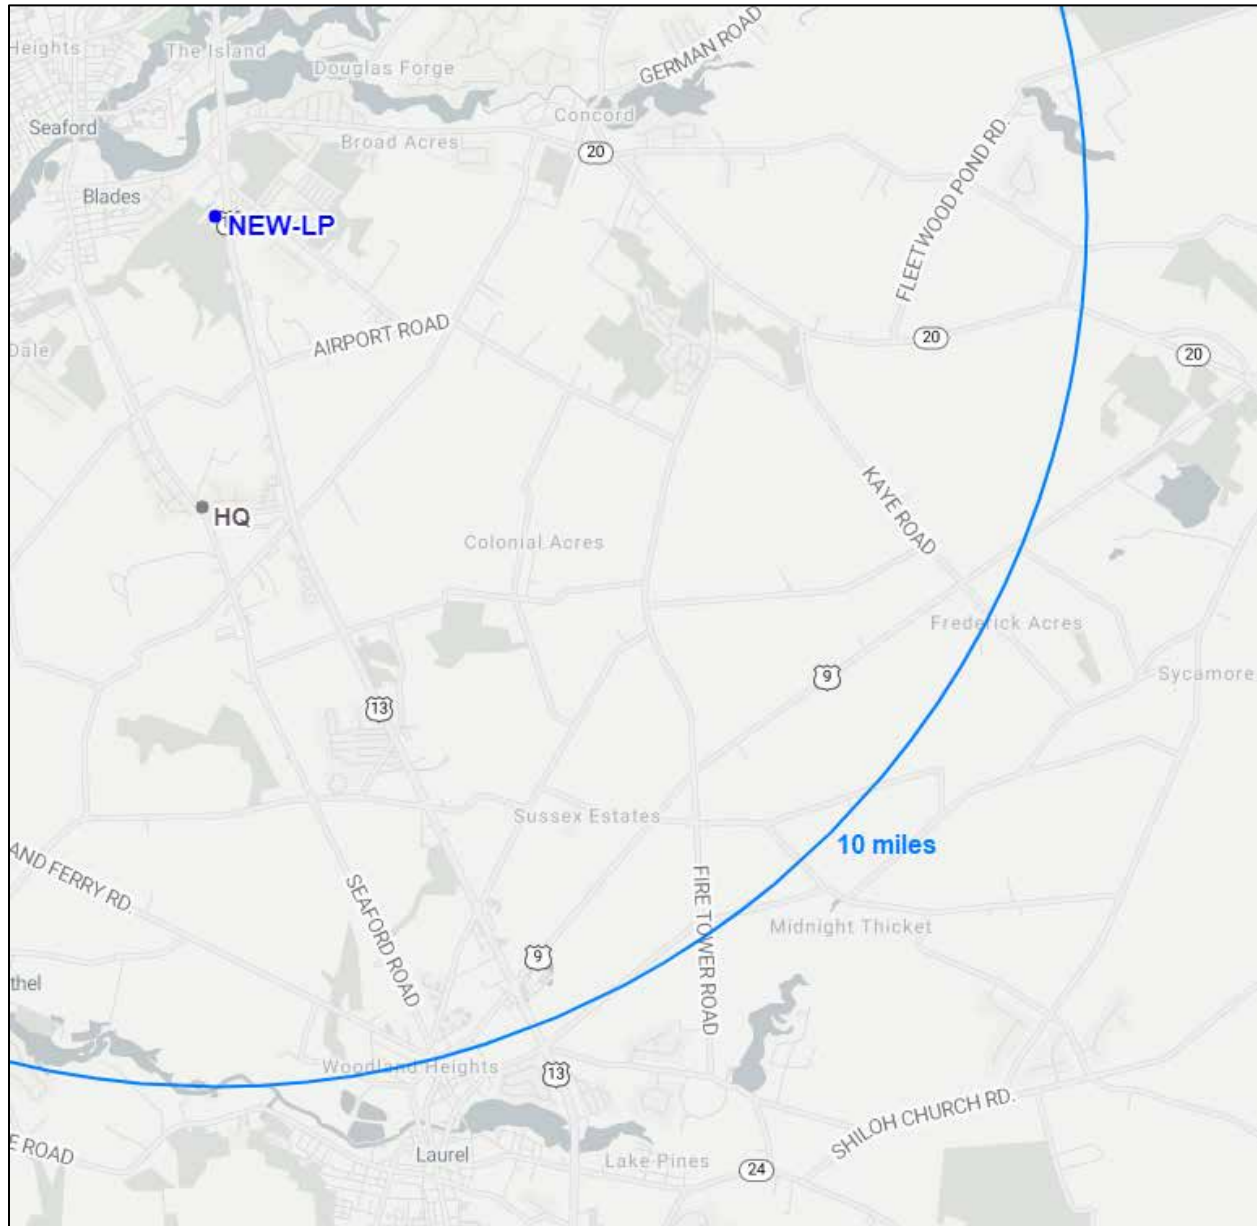 Heights
The Island
GERMAN ROAD
Douglas Forge
Concord
Seaford
Broad Acres
20
FLEETWOOD POND RD.
Blades
NEW-LP
AIRPORT ROAD
Dale
20
20
KAYE ROAD
HQ
Colonial Acres
Frederick Acres
Sycamore
9
13
Sussex Estates
10 miles
AND FERRY RD.
SEAFORD ROAD
FIRE TOWER ROAD
Midnight Thicket
9
thel
Woodland Heights
13
SHILOH CHURCH RD.
E ROAD
Laurel
Lake Pines
24